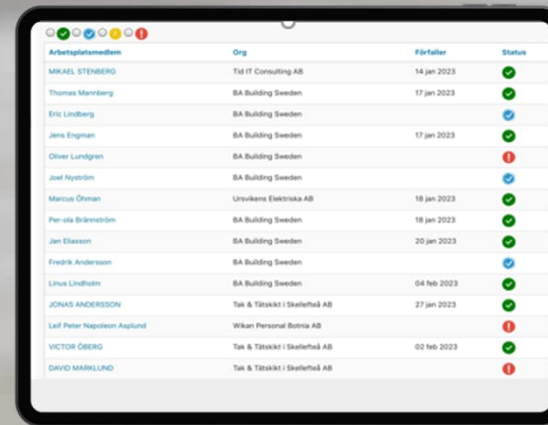 Arbetsplatsmedlem Org Förfaller Status
MIKAEL STENBERG Tid IT Consulting AB 14 jan 2023
Thomas Mannberg BA Building Sweden 17 jan 2023
Eric Lindberg BA Building Sweden
Jens Engman BA Building Sweden 17 jan 2023
Oliver Lundgren BA Building Sweden
Joel Nyström BA Building Sweden
Marcus Öhman Ursvikens Elektriska AB 18 jan 2023
Per-ola Brännström BA Building Sweden 18 jan 2023
Jan Eliasson BA Building Sweden 20 jan 2023
Fredrik Andersson BA Building Sweden
Linus Lindholm BA Building Sweden 04 feb 2023
JONAS ANDERSSON Tak & Tätskikt i Skellefteå AB 27 jan 2023
Leif Peter Napoleon Asplund Wikan Personal Botnia AB
VICTOR ÖBERG Tak & Tätskikt i Skellefteå AB 02 feb 2023
DAVID MARKLUND Tak & Tätskikt i Skellefteå AB